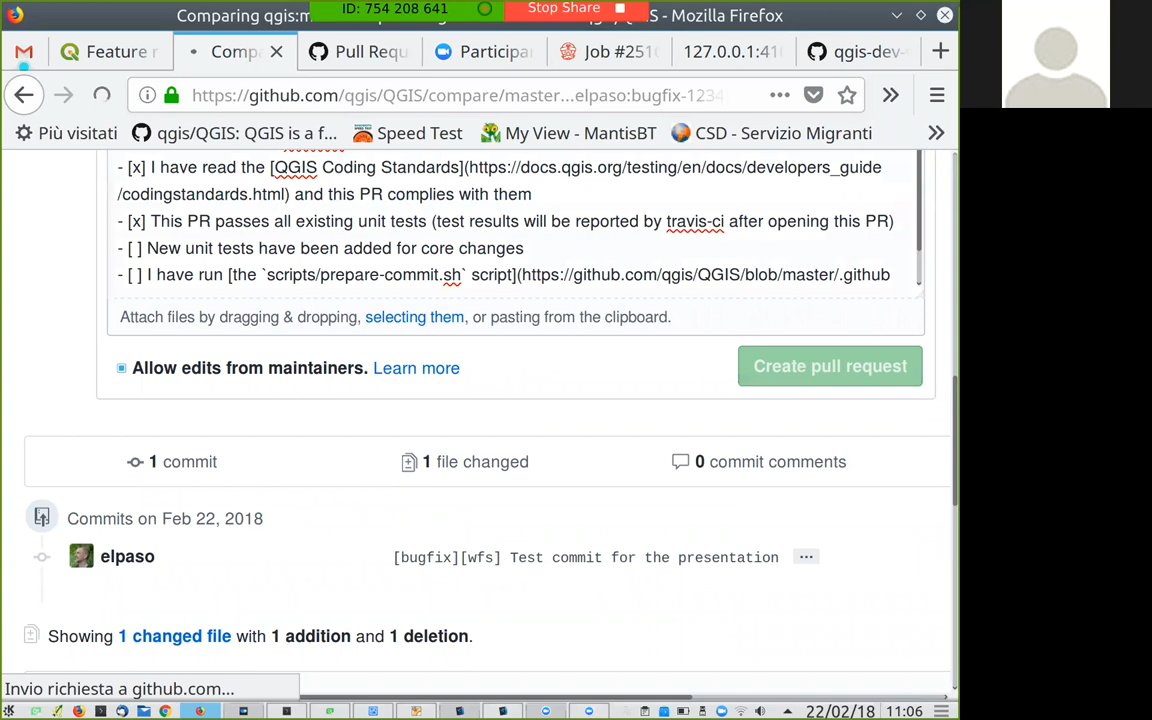 Comparing qgis:m
ID: 754 208 641
Stop Share
IS - Mozilla Firefox
Feature r
Compa
Pull Requ
Participa
Job #251
127.0.0.1:41
qgis-dev-
https://github.com/qgis/QGIS/compare/master...elpaso:bugfix-1234
Più visitati
qgis/QGIS: QGIS is a f...
Speed Test
My View - MantisBT
CSD - Servizio Migranti
- [x] I have read the [QGIS Coding Standards](https://docs.qgis.org/testing/en/docs/developers_guide
/codingstandards.html) and this PR complies with them
- [x] This PR passes all existing unit tests (test results will be reported by travis-ci after opening this PR)
- [ ] New unit tests have been added for core changes
- [ ] I have run [the `scripts/prepare-commit.sh` script](https://github.com/qgis/QGIS/blob/master/.github
Attach files by dragging & dropping, selecting them, or pasting from the clipboard.
Allow edits from maintainers. Learn more
Create pull request
1 commit
1 file changed
0 commit comments
Commits on Feb 22, 2018
elpaso
[bugfix][wfs] Test commit for the presentation
...
Showing 1 changed file with 1 addition and 1 deletion.
Invio richiesta a github.com...
22/02/18
11:06